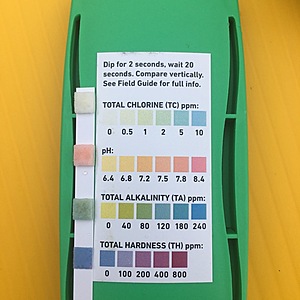 Dip for 2 seconds, wait 20
seconds. Compare vertically.
See Field Guide for full info.
TOTAL CHLORINE (TC) ppm:
0 0.5 1 2 5 10
pH:
6.4 6.8 7.2 7.5 7.8 8.4
TOTAL ALKALINITY (TA) ppm:
0 40 80 120 180 240
TOTAL HARDNESS (TH) ppm:
0 100 200 400 800